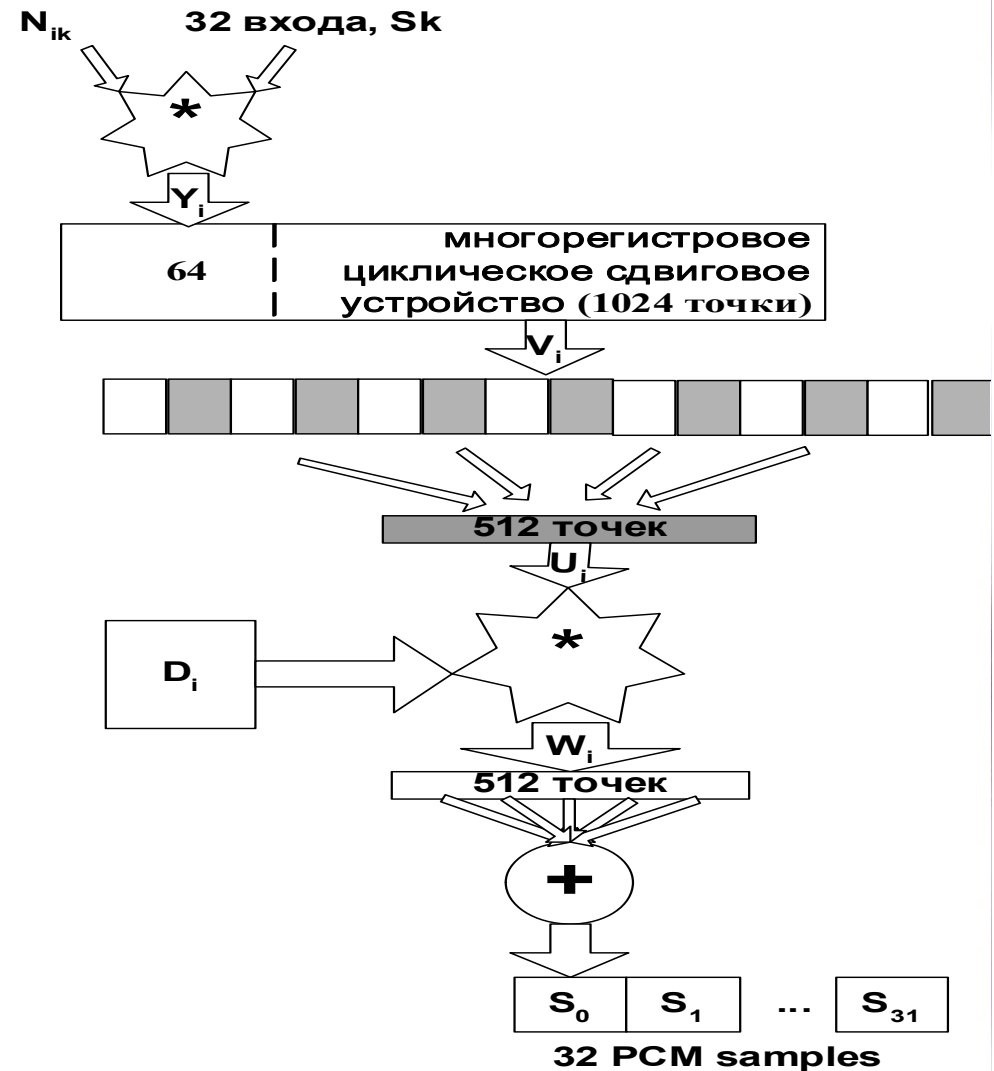 N_ik 32 входа, Sk
*
Y_i
64
многорегистровое
циклическое сдвиговое
устройство (1024 точки)
V_i
512 точек
U_i
*
D_i
W_i
512 точек
+
S_0 S_1 ... S_31
32 PCM samples